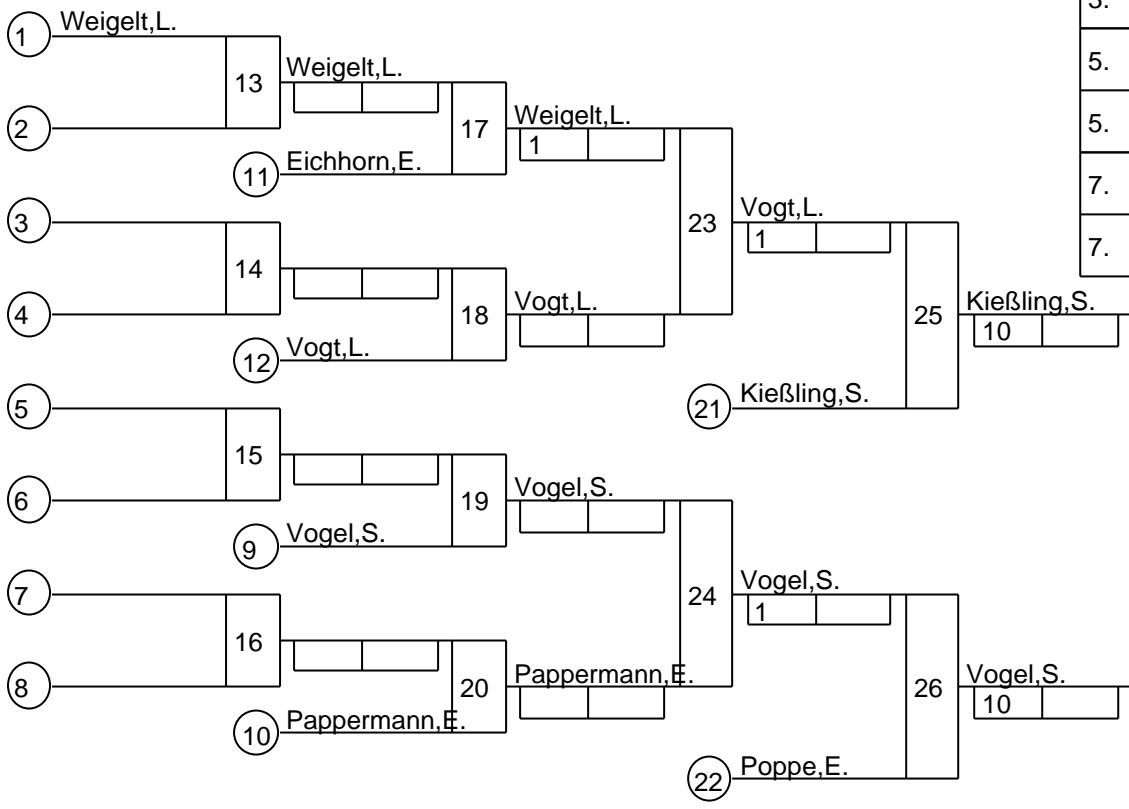 3.
1 Weigelt,L.
5.
13 Weigelt,L.
5.
2 17 Weigelt,L.
1
11 Eichhorn,E.
7.
3 23 Vogt,L.
1
7.
14
4 18 Vogt,L. 25 Kießling,S.
10
12 Vogt,L.
5 21 Kießling,S.
15
6 19 Vogel,S.
9 Vogel,S.
7 24 Vogel,S.
1
16
8 20 Pappermann,E. 26 Vogel,S.
10
10 Pappermann,E.
22 Poppe,E.